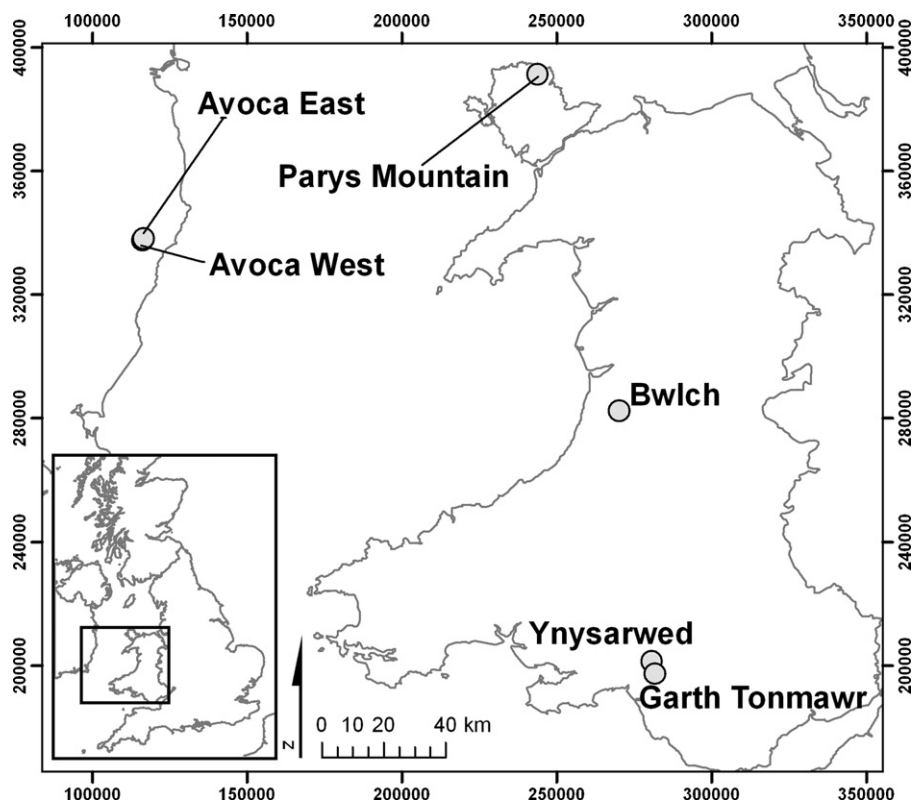 100000 150000 200000 250000 300000 350000
400000 400000
Avoca East
Parys Mountain
360000 360000
Avoca West
320000 320000
Bwlch
280000 280000
240000 240000
Ynysarwed
200000 200000
Garth Tonmawr
0 10 20 40 km
N
100000 150000 200000 250000 300000 350000